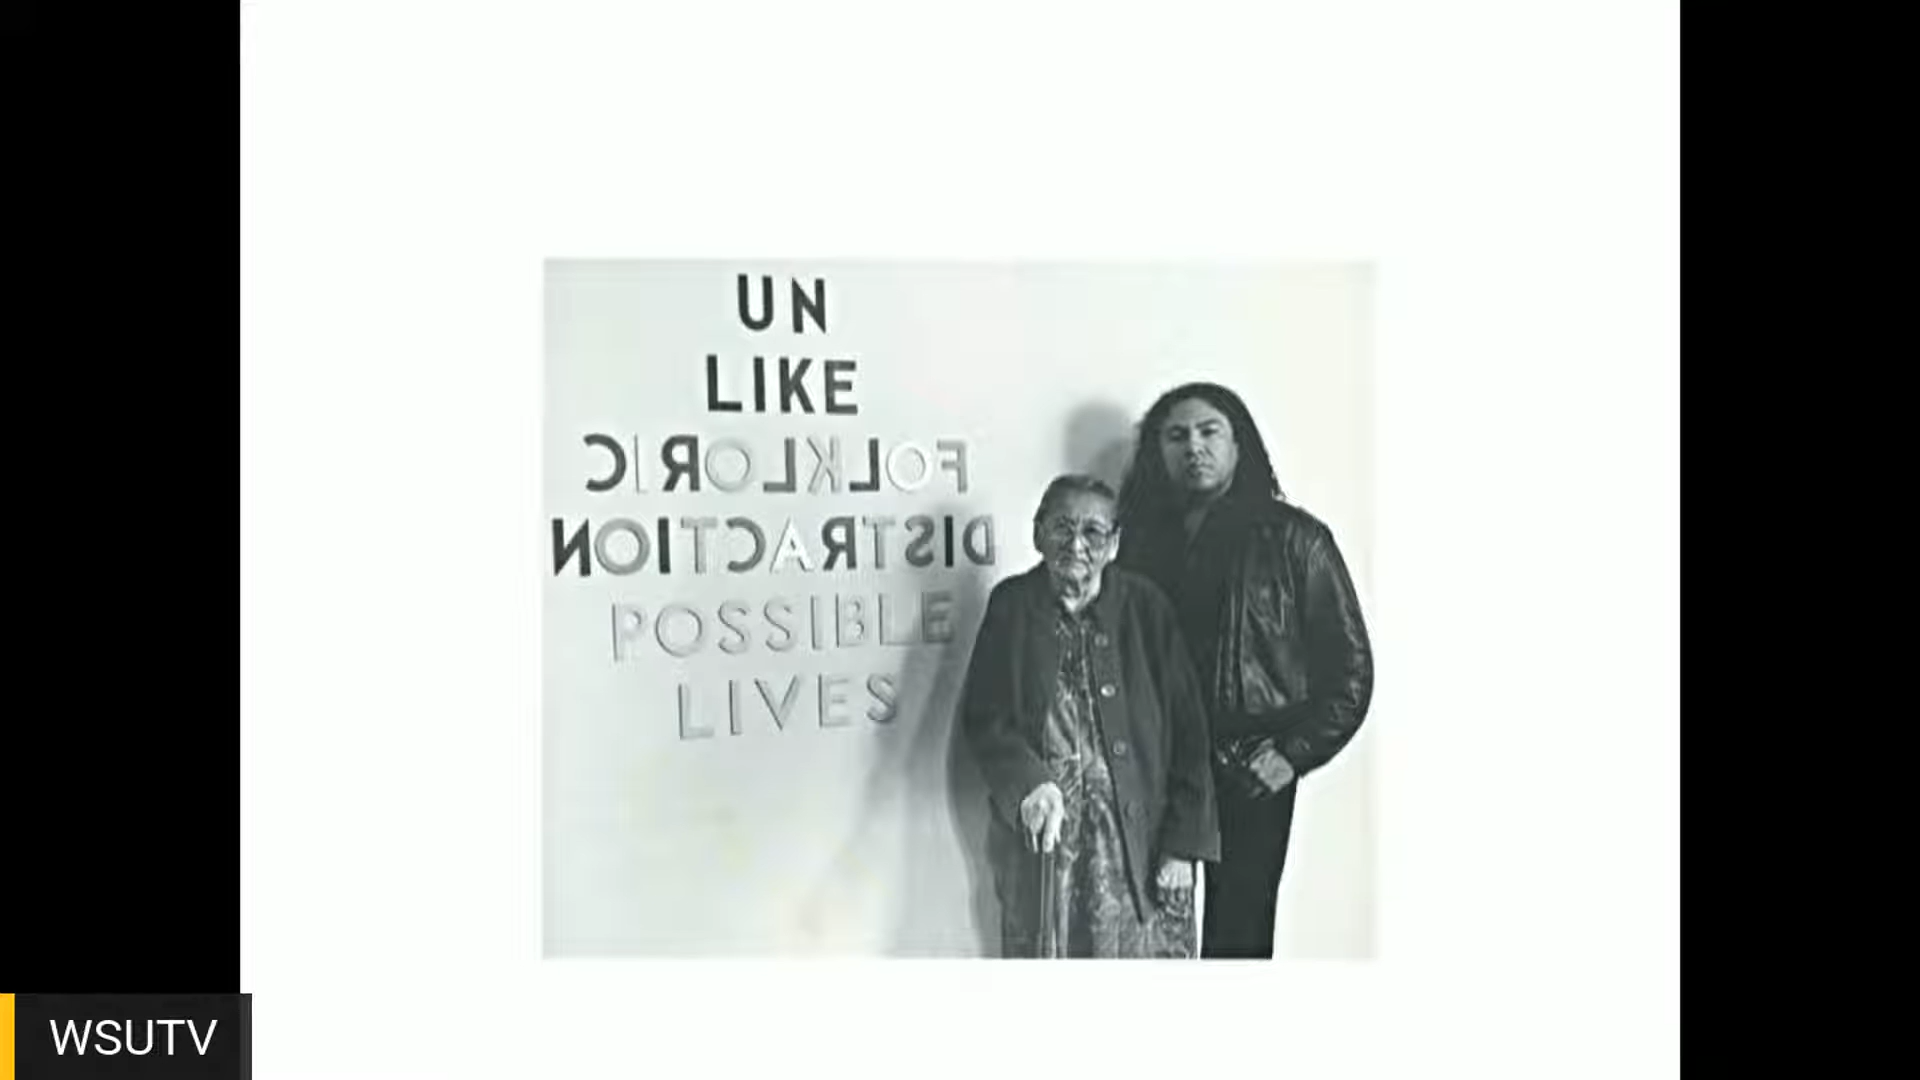 UN
LIKE
FOLKLORIC
DISTRACTION
POSSIBLE
LIVES
WSUTV